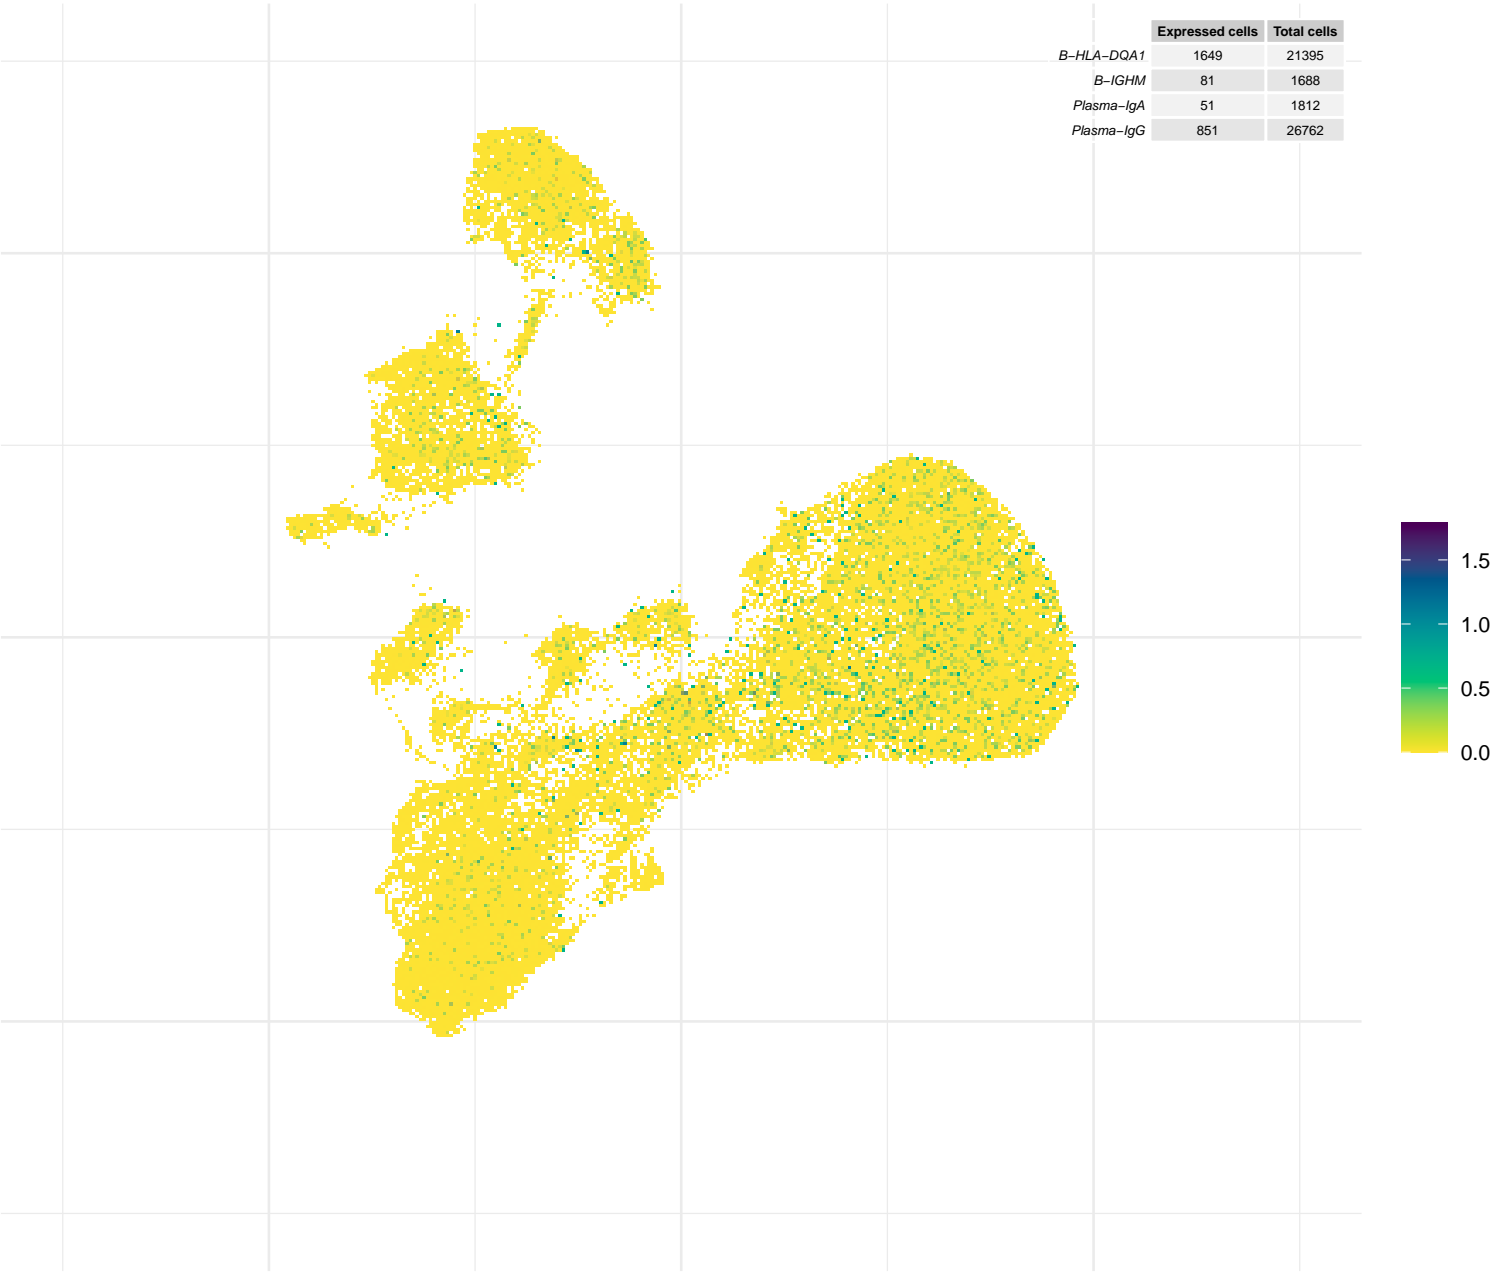 Expressed cells Total cells
B–HLA–DQA1 1649 21395
B–IGHM 81 1688
Plasma–IgA 51 1812
Plasma–IgG 851 26762
1.5
1.0
0.5
0.0